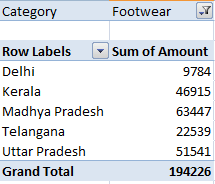 Category Footwear
Row Labels Sum of Amount
Delhi 9784
Kerala 46915
Madhya Pradesh 63447
Telangana 22539
Uttar Pradesh 51541
Grand Total 194226